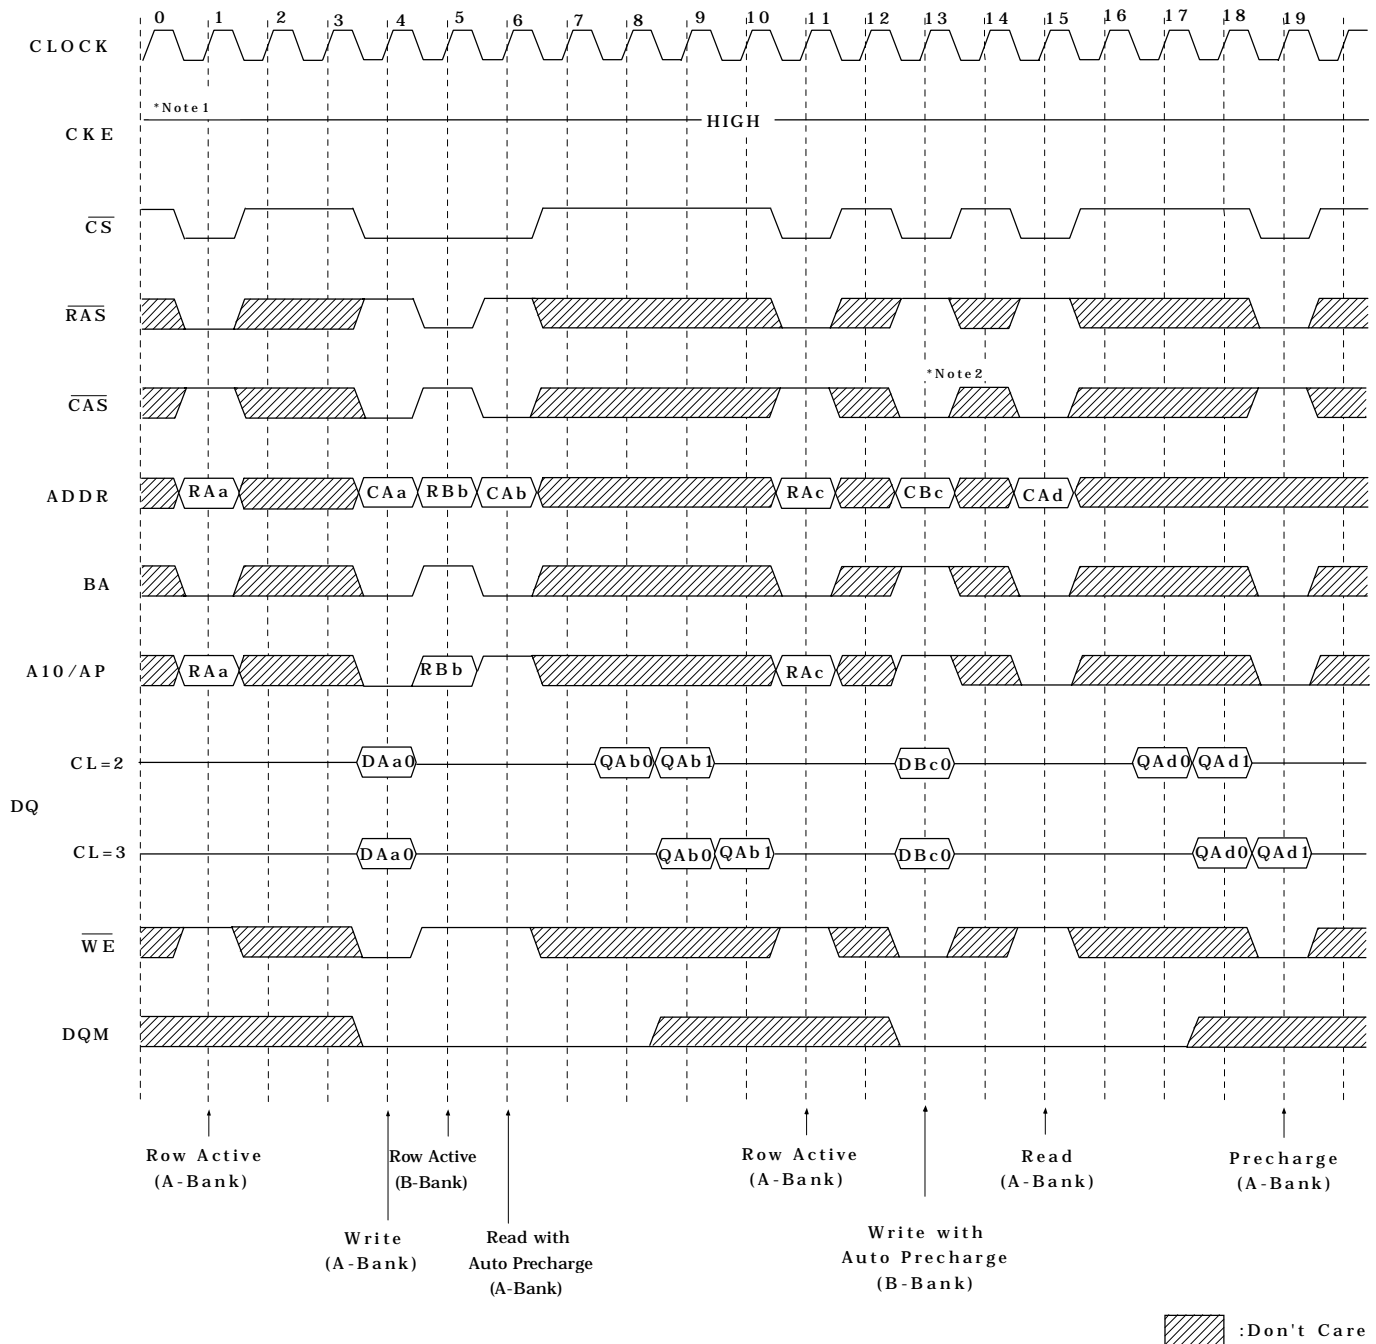 0 1 2 3 4 5 6 7 8 9 10 11 12 13 14 15 16 17 18 19
CLOCK
*Note1
CKE
HIGH
CS
RAS
*Note2
CAS
ADDR RAa CAa RBb CAb RAc CBc CAd
BA
A10/AP RAa RBb RAc
CL=2 DAa0 QAb0 QAb1 DBc0 QAd0 QAd1
DQ
CL=3 DAa0 QAb0 QAb1 DBc0 QAd0 QAd1
WE
DQM
Row Active
(A-Bank)
Row Active
(B-Bank)
Row Active
(A-Bank)
Read
(A-Bank)
Precharge
(A-Bank)
Write
(A-Bank)
Read with
Auto Precharge
(A-Bank)
Write with
Auto Precharge
(B-Bank)
:Don't Care